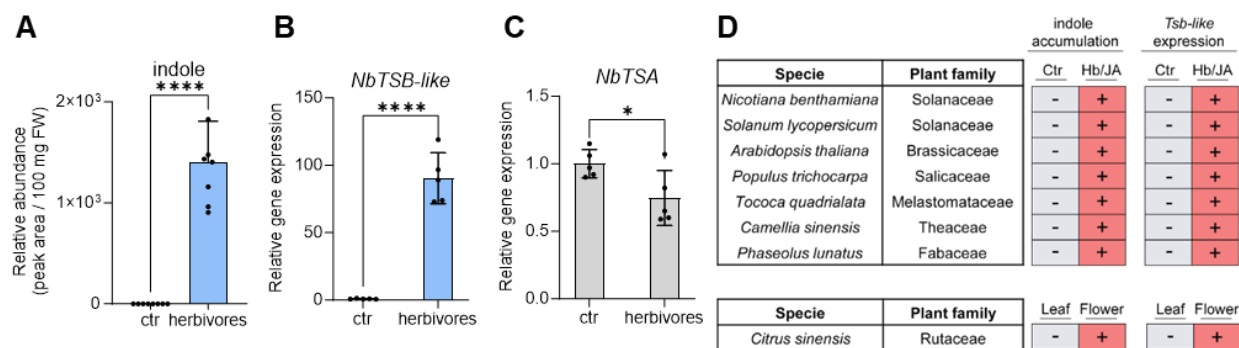 A
indole
****
Relative abundance
(peak area / 100 mg FW)
2×10³
1×10³
0
ctr herbivores
B
NbTSB-like
****
Relative gene expression
150
100
50
0
ctr herbivores
C
NbTSA
*
Relative gene expression
1.5
1.0
0.5
0.0
ctr herbivores
D
indole accumulation
Tsb-like expression
Specie Plant family Ctr Hb/JA Ctr Hb/JA
Nicotiana benthamiana Solanaceae - + - +
Solanum lycopersicum Solanaceae - + - +
Arabidopsis thaliana Brassicaceae - + - +
Populus trichocarpa Salicaceae - + - +
Tococa quadrialata Melastomataceae - + - +
Camellia sinensis Theaceae - + - +
Phaseolus lunatus Fabaceae - + - +
Specie Plant family Leaf Flower Leaf Flower
Citrus sinensis Rutaceae - + - +